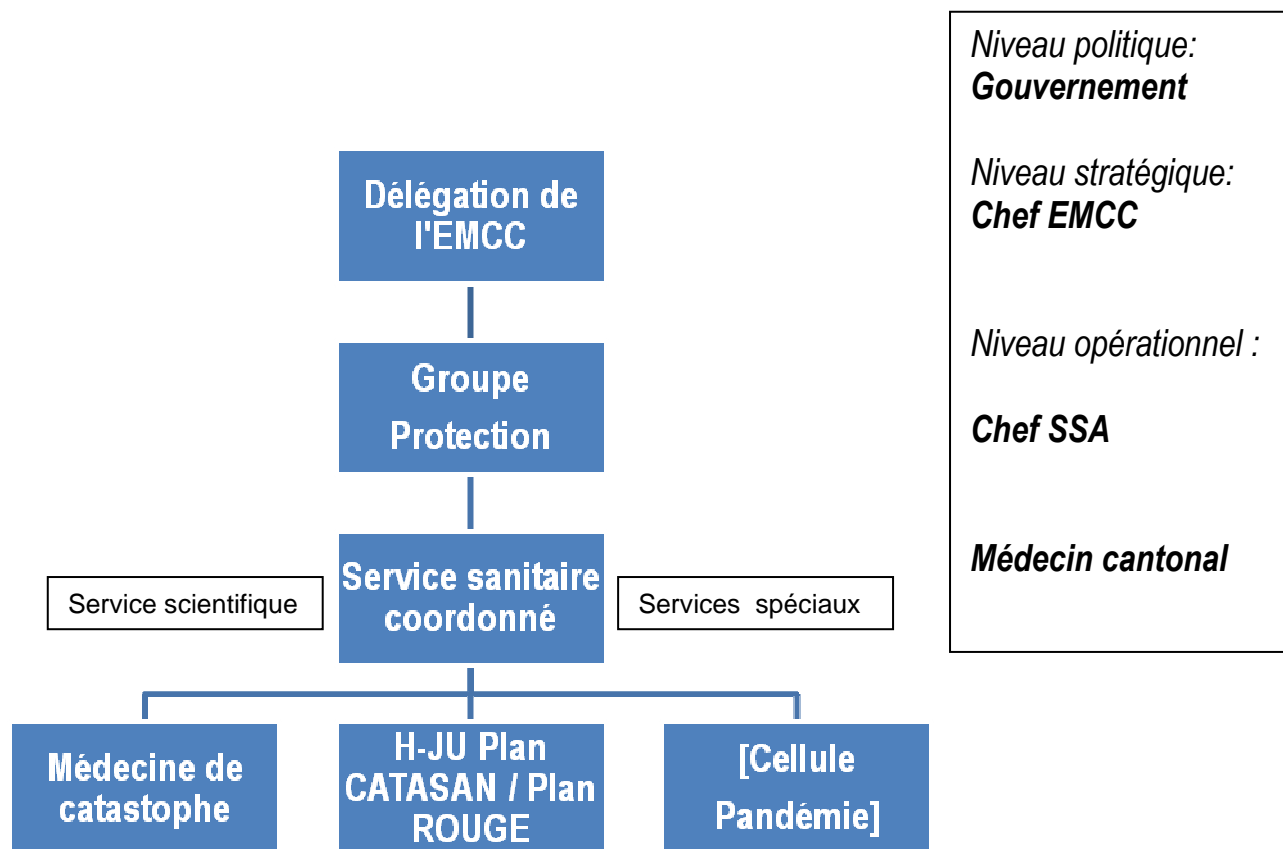 Délégation de
l'EMCC
Groupe
Protection
Service scientifique
Service sanitaire
coordonné
Services spéciaux
Médecine de
catastophe
H-JU Plan
CATASAN / Plan
ROUGE
[Cellule
Pandémie]
Niveau politique:
Gouvernement
Niveau stratégique:
Chef EMCC
Niveau opérationnel :
Chef SSA
Médecin cantonal